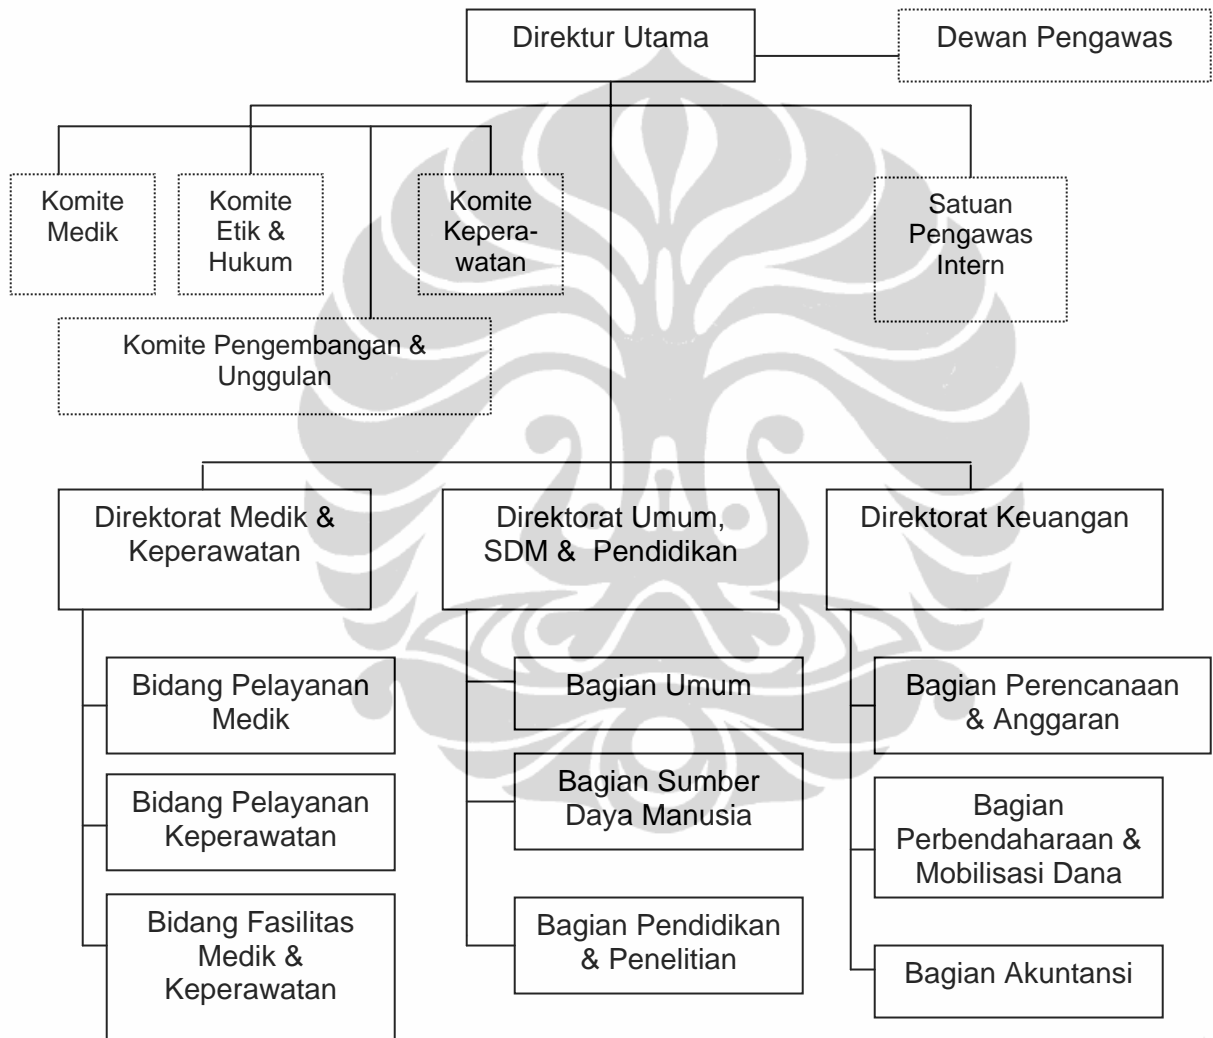 Direktur Utama
Dewan Pengawas
Komite
Medik
Komite
Etik &
Hukum
Komite
Kepera-
watan
Satuan
Pengawas
Intern
Komite Pengembangan &
Unggulan
Direktorat Medik &
Keperawatan
Direktorat Umum,
SDM & Pendidikan
Direktorat Keuangan
Bidang Pelayanan
Medik
Bidang Pelayanan
Keperawatan
Bidang Fasilitas
Medik &
Keperawatan
Bagian Umum
Bagian Sumber
Daya Manusia
Bagian Pendidikan
& Penelitian
Bagian Perencanaan
& Anggaran
Bagian
Perbendaharaan &
Mobilisasi Dana
Bagian Akuntansi